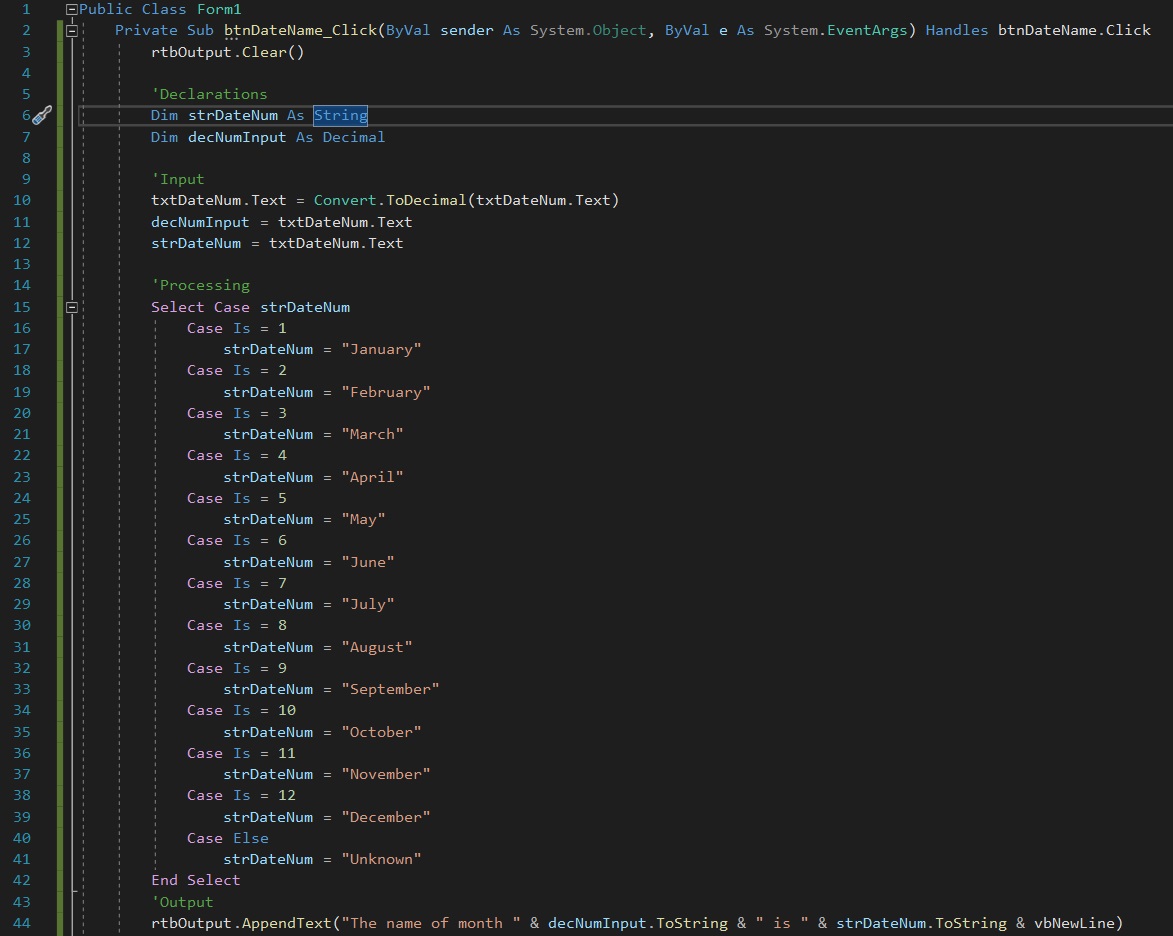 1 Public Class Form1
2 Private Sub btnDateName_Click(ByVal sender As System.Object, ByVal e As System.EventArgs) Handles btnDateName.Click
3 rtbOutput.Clear()
4
5 'Declarations
6 Dim strDateNum As String
7 Dim decNumInput As Decimal
8
9 'Input
10 txtDateNum.Text = Convert.ToDecimal(txtDateNum.Text)
11 decNumInput = txtDateNum.Text
12 strDateNum = txtDateNum.Text
13
14 'Processing
15 Select Case strDateNum
16 Case Is = 1
17 strDateNum = "January"
18 Case Is = 2
19 strDateNum = "February"
20 Case Is = 3
21 strDateNum = "March"
22 Case Is = 4
23 strDateNum = "April"
24 Case Is = 5
25 strDateNum = "May"
26 Case Is = 6
27 strDateNum = "June"
28 Case Is = 7
29 strDateNum = "July"
30 Case Is = 8
31 strDateNum = "August"
32 Case Is = 9
33 strDateNum = "September"
34 Case Is = 10
35 strDateNum = "October"
36 Case Is = 11
37 strDateNum = "November"
38 Case Is = 12
39 strDateNum = "December"
40 Case Else
41 strDateNum = "Unknown"
42 End Select
43 'Output
44 rtbOutput.AppendText("The name of month " & decNumInput.ToString & " is " & strDateNum.ToString & vbNewLine)